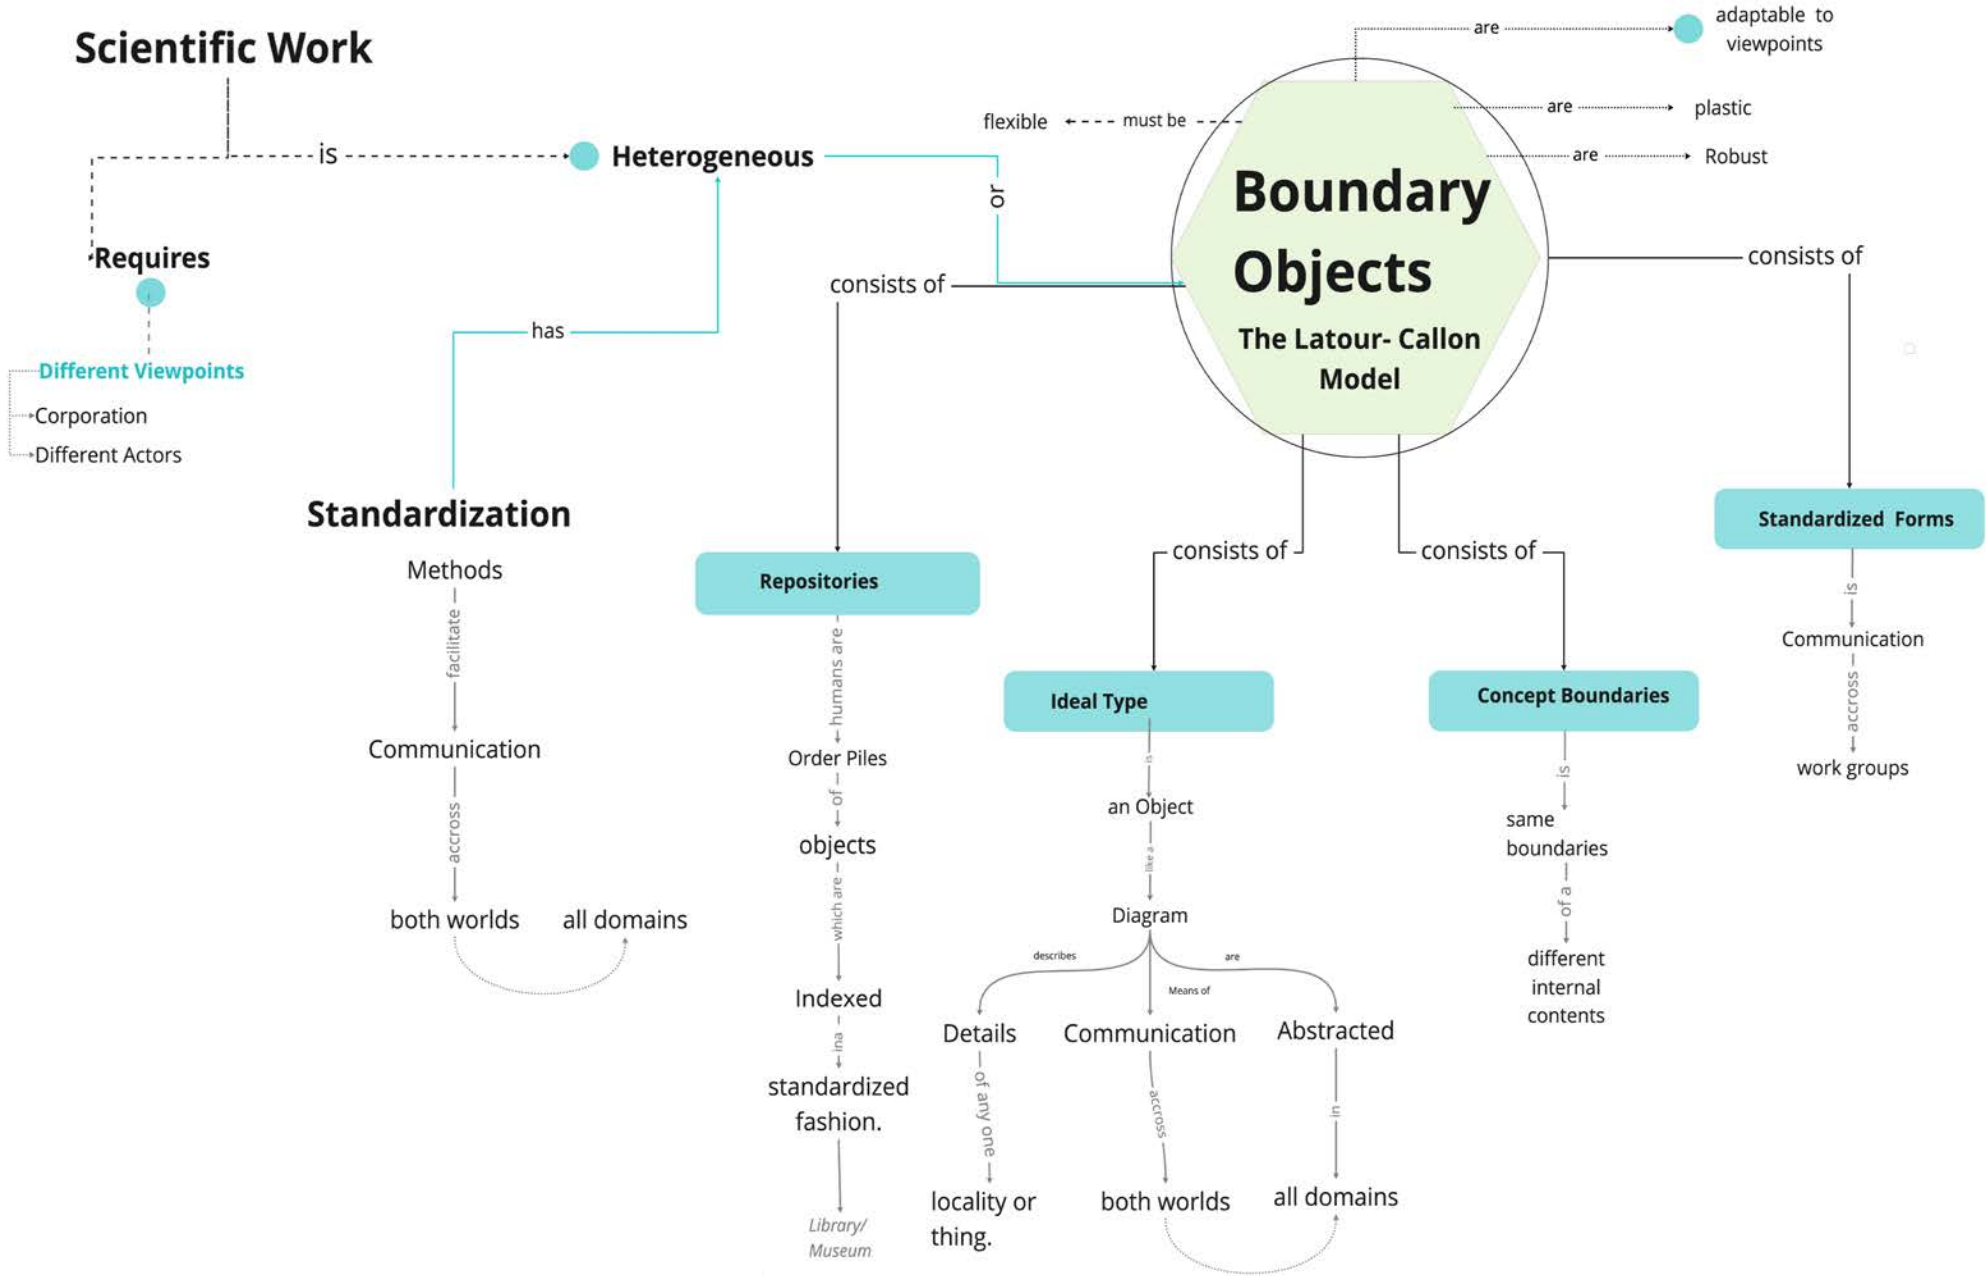 Scientific Work
is
Heterogeneous
or
Requires
Different Viewpoints
Corporation
Different Actors
has
Standardization
Methods
facilitate
Communication
accross
both worlds
all domains
Boundary
Objects
The Latour- Callon
Model
must be
flexible
are
adaptable to
viewpoints
are
plastic
are
Robust
consists of
Repositories
humans are
Order Piles
of
objects
which are
Indexed
ina
standardized
fashion.
Library/
Museum
consists of
Ideal Type
is
an Object
like a
Diagram
describes
Details
of any one
locality or
thing.
Means of
Communication
accross
both worlds
are
Abstracted
in
all domains
consists of
Concept Boundaries
is
same
boundaries
of a
different
internal
contents
consists of
Standardized Forms
is
Communication
accross
work groups